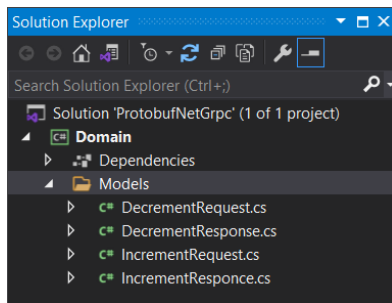 Solution Explorer
Search Solution Explorer (Ctrl+;)
Solution 'ProtobufNetGrpc' (1 of 1 project)
C# Domain
Dependencies
Models
C# DecrementRequest.cs
C# DecrementResponse.cs
C# IncrementRequest.cs
C# IncrementResponce.cs